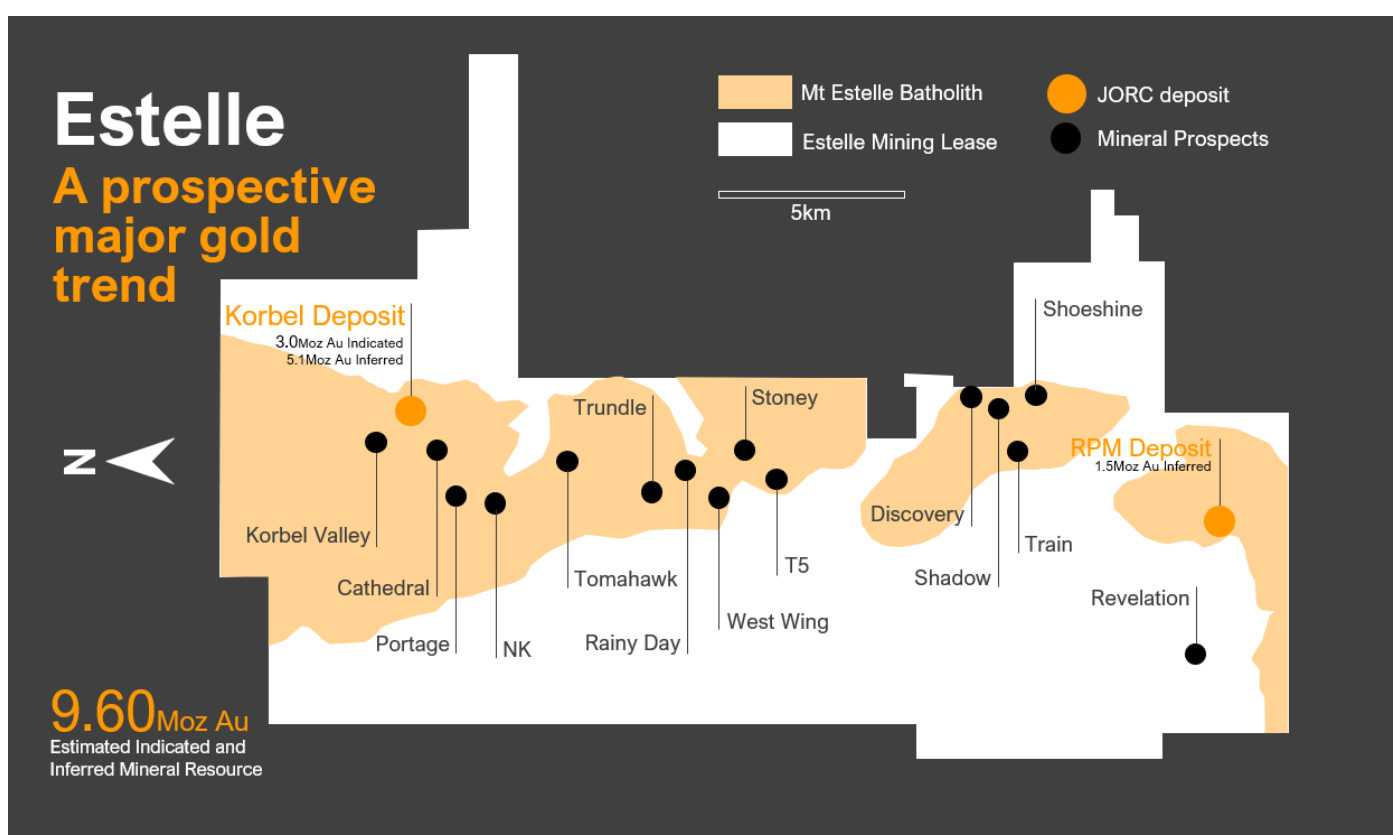 Estelle
A prospective
major gold
trend
Mt Estelle Batholith
Estelle Mining Lease
JORC deposit
Mineral Prospects
5km
Korbel Deposit
3.0Moz Au Indicated
5.1Moz Au Inferred
Shoeshine
Trundle
Stoney
RPM Deposit
1.5Moz Au Inferred
N
Korbel Valley
Discovery
Train
T5
Cathedral
Tomahawk
Shadow
Revelation
West Wing
Portage
NK
Rainy Day
9.60Moz Au
Estimated Indicated and
Inferred Mineral Resource